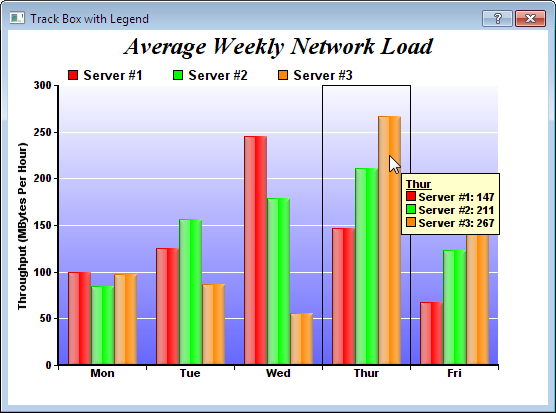 Track Box with Legend
Average Weekly Network Load
Server #1 Server #2 Server #3
Throughput (MBytes Per Hour)
300
250
200
150
100
50
0
Thur
Server #1: 147
Server #2: 211
Server #3: 267
Mon Tue Wed Thur Fri